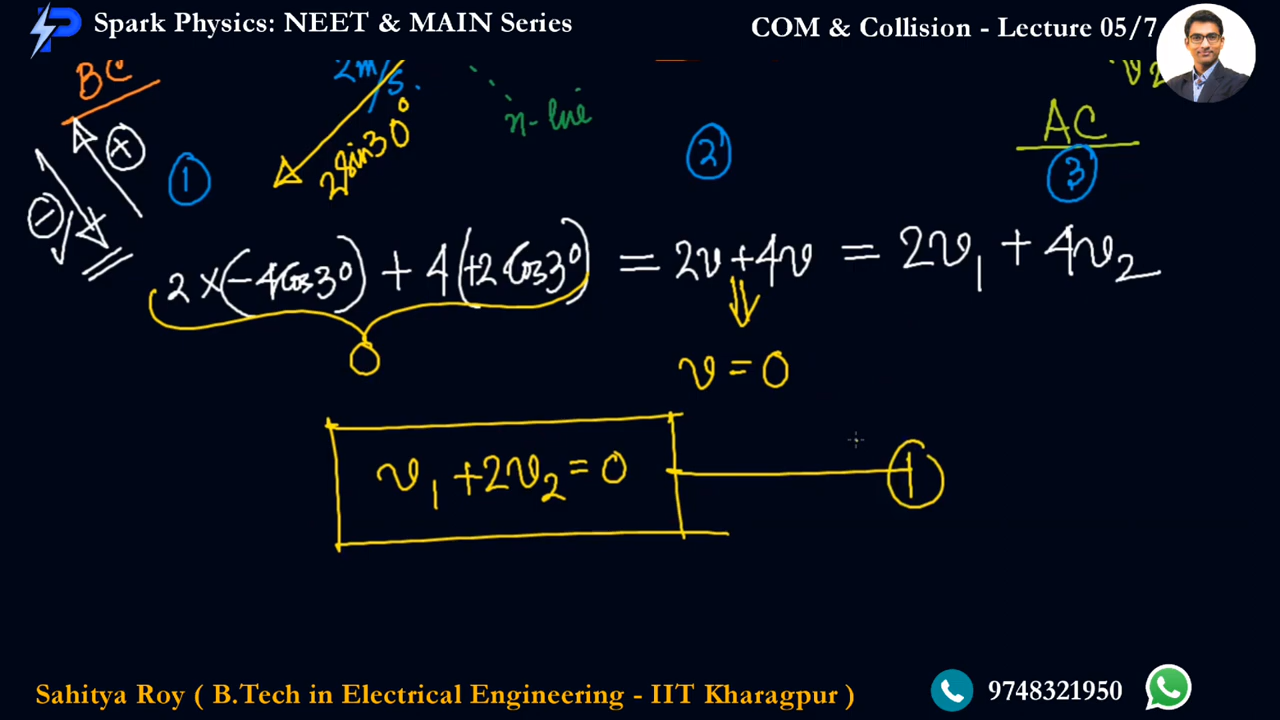 Spark Physics: NEET & MAIN Series
COM & Collision - Lecture 05/7
BC
2m/s.
n-line
AC
2sin30°
(+)
(-)
1
2
3
2×(-4cos30) + 4(+2cos30) = 2v+4v = 2v₁ + 4v₂
0
v = 0
v₁ +2v₂ = 0
1
Sahitya Roy ( B.Tech in Electrical Engineering - IIT Kharagpur )
9748321950